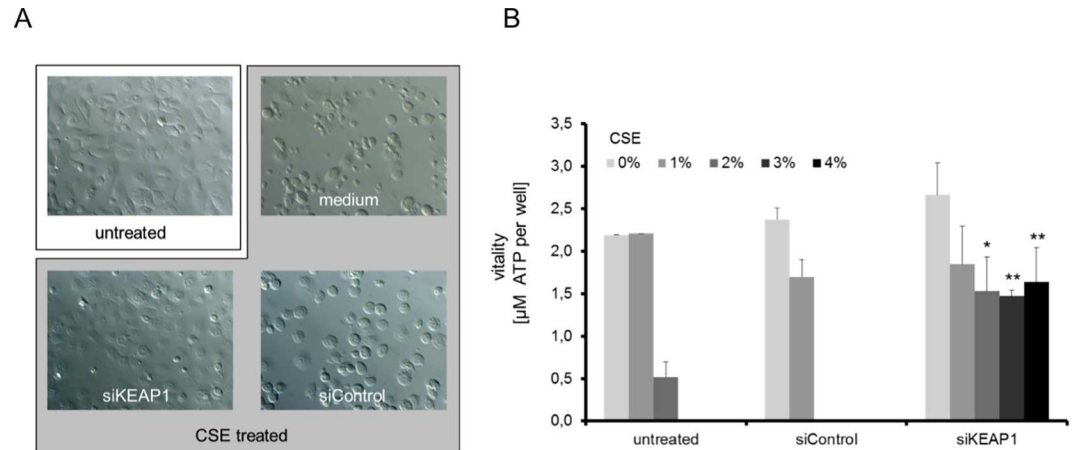 A
untreated
medium
siKEAP1
siControl
CSE treated
B
vitality
[µM ATP per well]
3,5
3,0
2,5
2,0
1,5
1,0
0,5
0,0
CSE
0% 1% 2% 3% 4%
*
**
**
untreated siControl siKEAP1